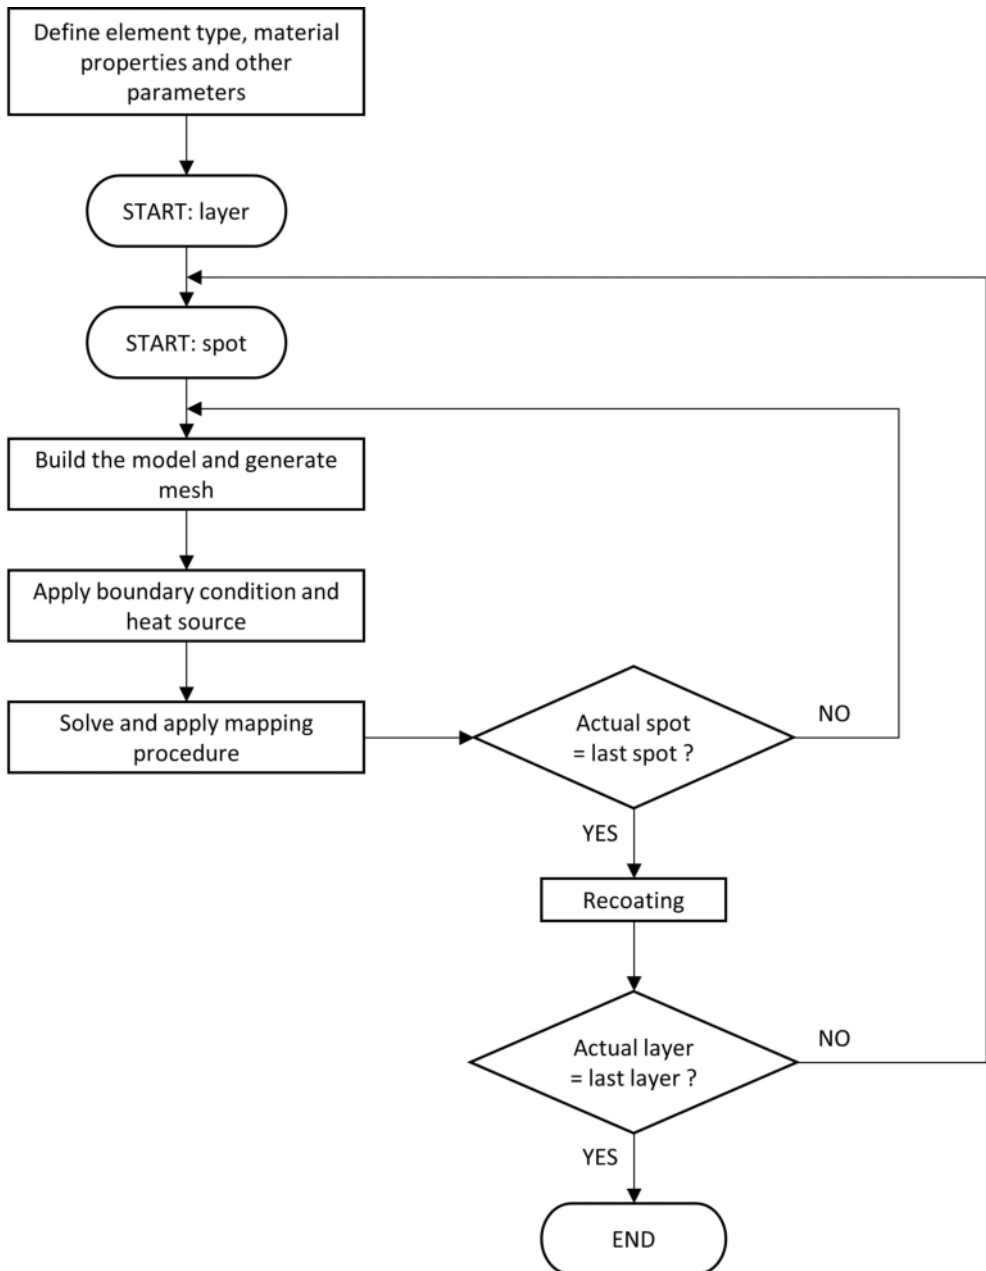 Define element type, material
properties and other
parameters
START: layer
START: spot
Build the model and generate
mesh
Apply boundary condition and
heat source
Solve and apply mapping
procedure
Actual spot
= last spot ?
NO
YES
Recoating
Actual layer
= last layer ?
NO
YES
END